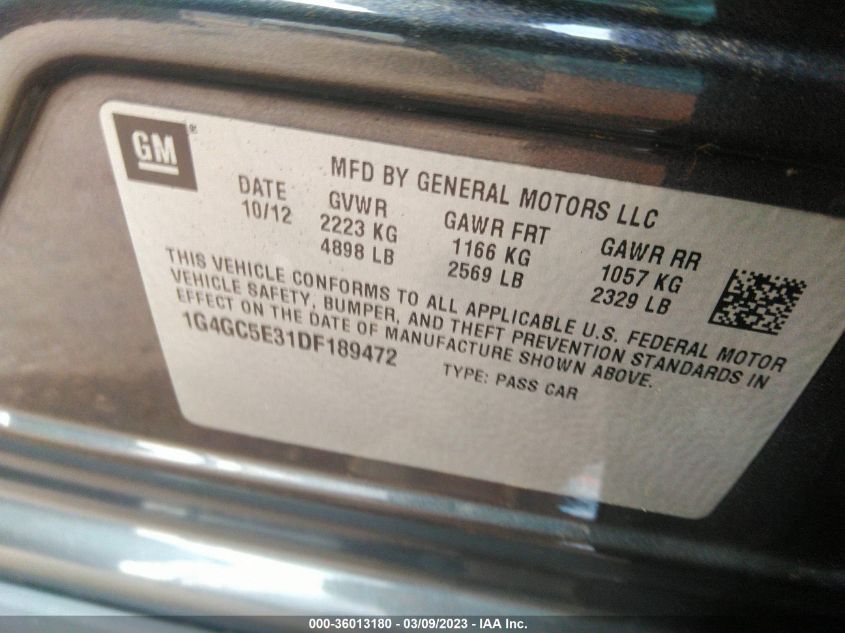 GM®
MFD BY GENERAL MOTORS LLC
DATE GVWR GAWR FRT GAWR RR
10/12 2223 KG 1166 KG 1057 KG
4898 LB 2569 LB 2329 LB
THIS VEHICLE CONFORMS TO ALL APPLICABLE U.S. FEDERAL MOTOR
VEHICLE SAFETY, BUMPER, AND THEFT PREVENTION STANDARDS IN
EFFECT ON THE DATE OF MANUFACTURE SHOWN ABOVE.
1G4GC5E31DF189472 TYPE: PASS CAR
000-36013180 - 03/09/2023 - IAA Inc.